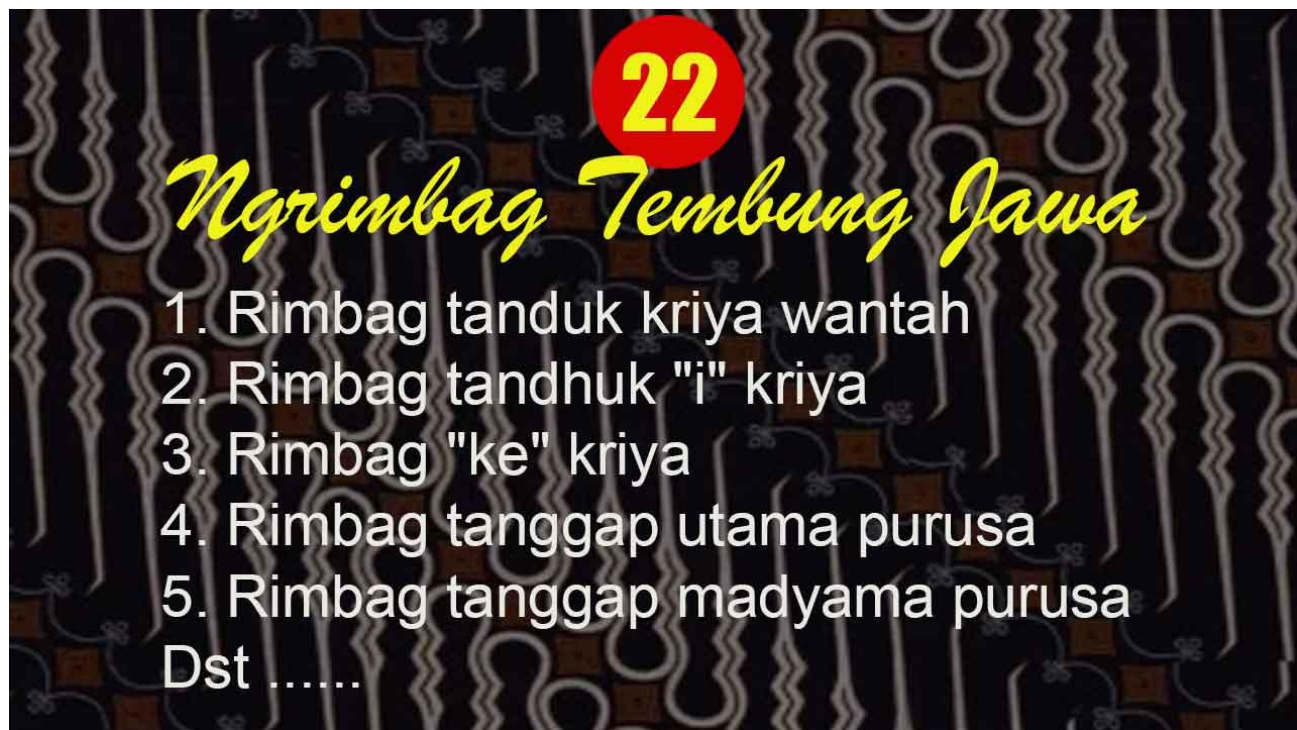 22
Ngrimbag Tembung Jawa
1. Rimbag tanduk kriya wantah
2. Rimbag tandhuk "i" kriya
3. Rimbag "ke" kriya
4. Rimbag tanggap utama purusa
5. Rimbag tanggap madyama purusa
Dst ......